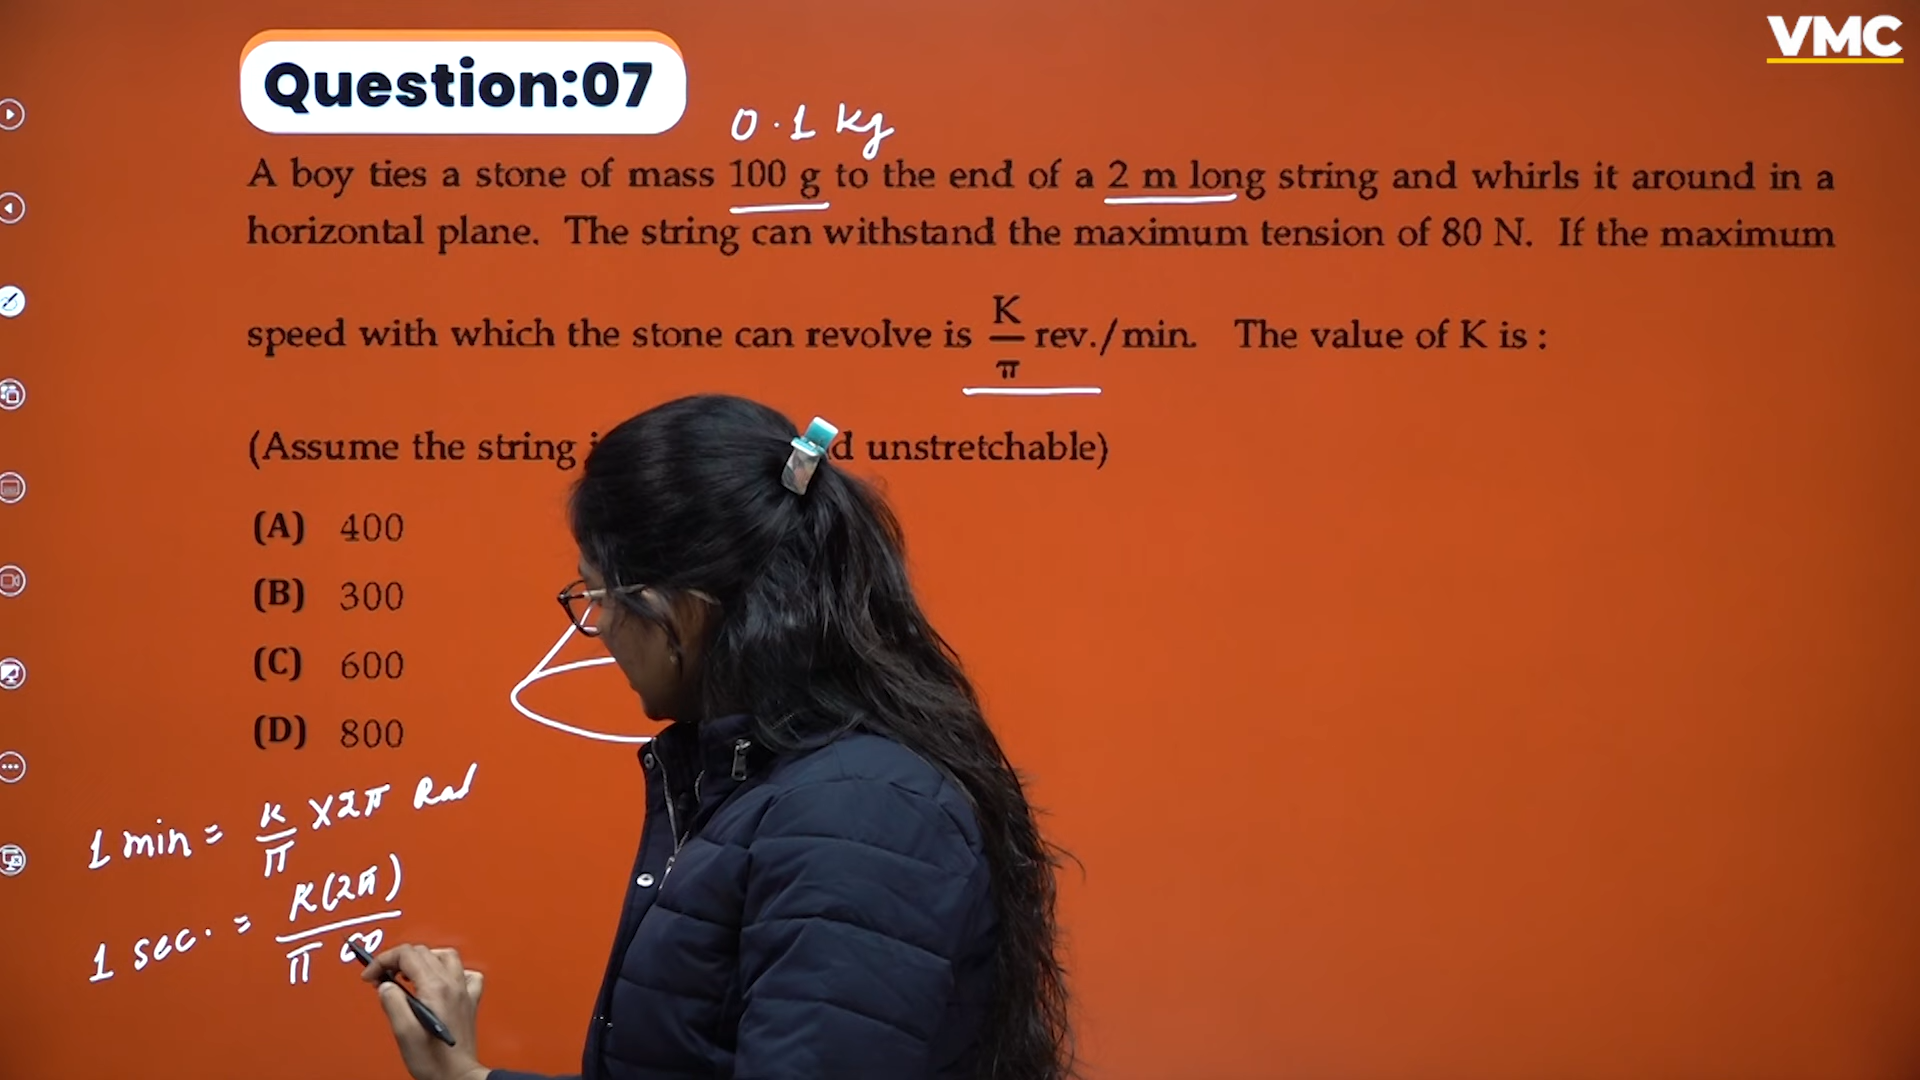 VMC
Question:07
0.1 kg
A boy ties a stone of mass 100 g to the end of a 2 m long string and whirls it around in a
horizontal plane. The string can withstand the maximum tension of 80 N. If the maximum
speed with which the stone can revolve is K/π rev./min. The value of K is :
(Assume the string unstretchable)
(A) 400
(B) 300
(C) 600
(D) 800
1 min = K/π × 2π Rad
1 sec. = K(2π)/π 60